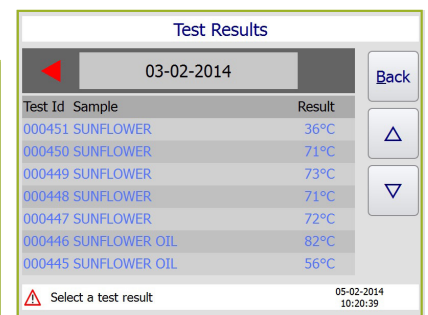 Test Results
03-02-2014
Back
Test Id Sample Result
000451 SUNFLOWER 36°C
000450 SUNFLOWER 71°C
000449 SUNFLOWER 73°C
000448 SUNFLOWER 71°C
000447 SUNFLOWER 72°C
000446 SUNFLOWER OIL 82°C
000445 SUNFLOWER OIL 56°C
Select a test result
05-02-2014
10:20:39